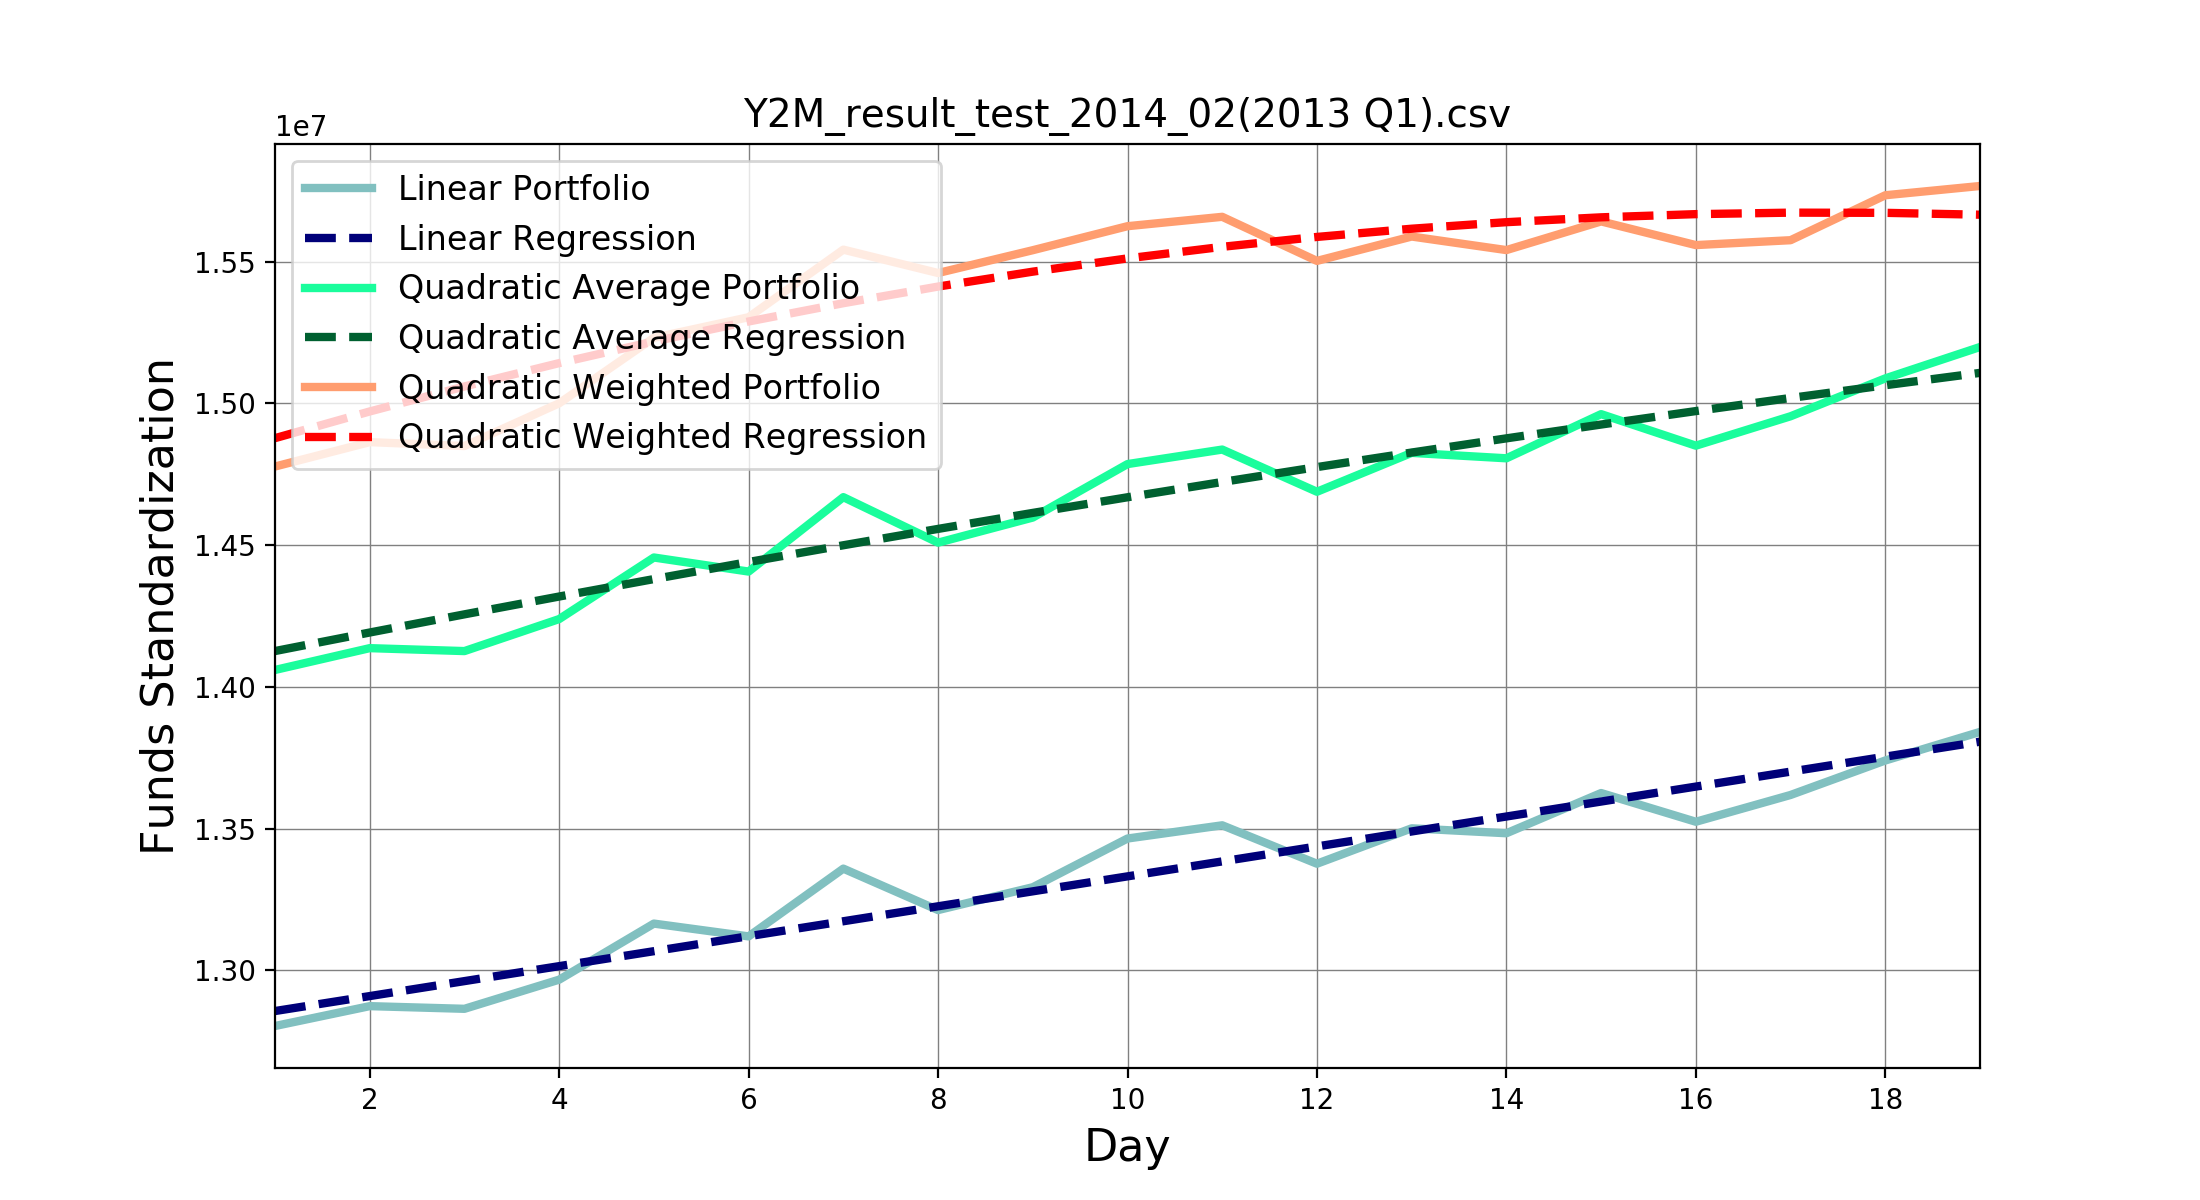 Y2M_result_test_2014_02(2013 Q1).csv
1e7
Linear Portfolio
Linear Regression
Quadratic Average Portfolio
Quadratic Average Regression
Quadratic Weighted Portfolio
Quadratic Weighted Regression
Funds Standardization
1.55
1.50
1.45
1.40
1.35
1.30
2 4 6 8 10 12 14 16 18
Day